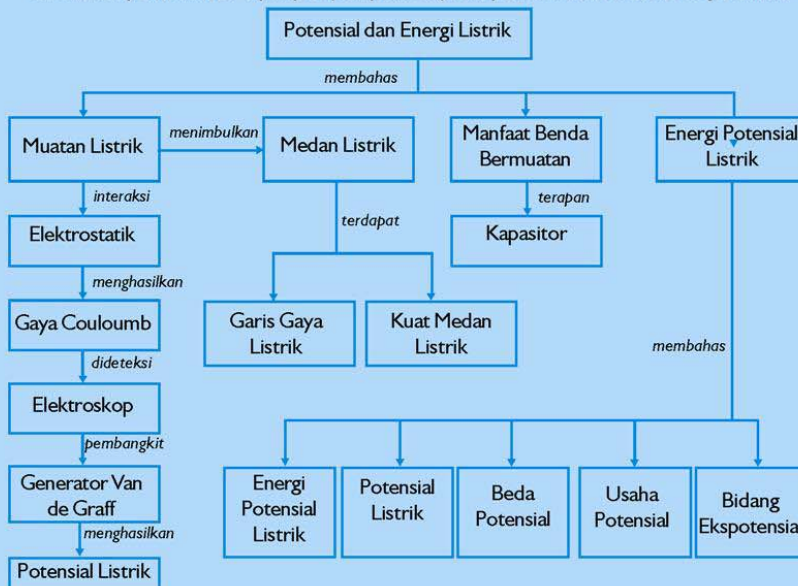 Potensial dan Energi Listrik
membahas
Muatan Listrik
menimbulkan
Medan Listrik
Manfaat Benda
Bermuatan
Energi Potensial
Listrik
interaksi
terdapat
terapan
Elektrostatik
Kapasitor
menghasilkan
Gaya Couloumb
Garis Gaya
Listrik
Kuat Medan
Listrik
membahas
dideteksi
Elektroskop
pembangkit
Generator Van
de Graff
Energi
Potensial
Listrik
Potensial
Listrik
Beda
Potensial
Usaha
Potensial
Bidang
Ekspotensia
menghasilkan
Potensial Listrik